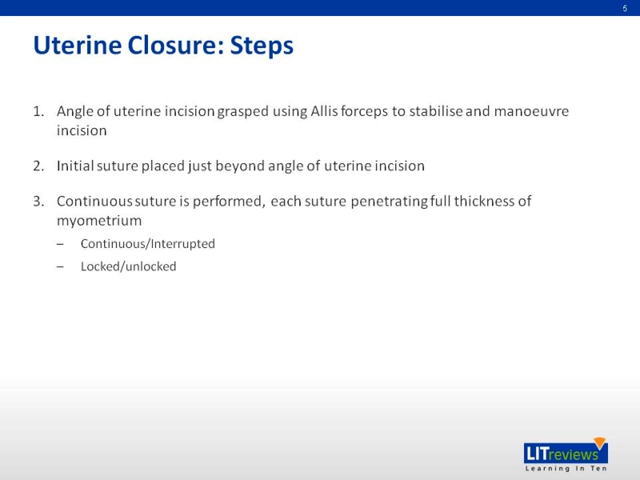 5
Uterine Closure: Steps
1. Angle of uterine incision grasped using Allis forceps to stabilise and manoeuvre
incision
2. Initial suture placed just beyond angle of uterine incision
3. Continuous suture is performed, each suture penetrating full thickness of
myometrium
– Continuous/Interrupted
– Locked/unlocked
LITreviews
Learning In Ten